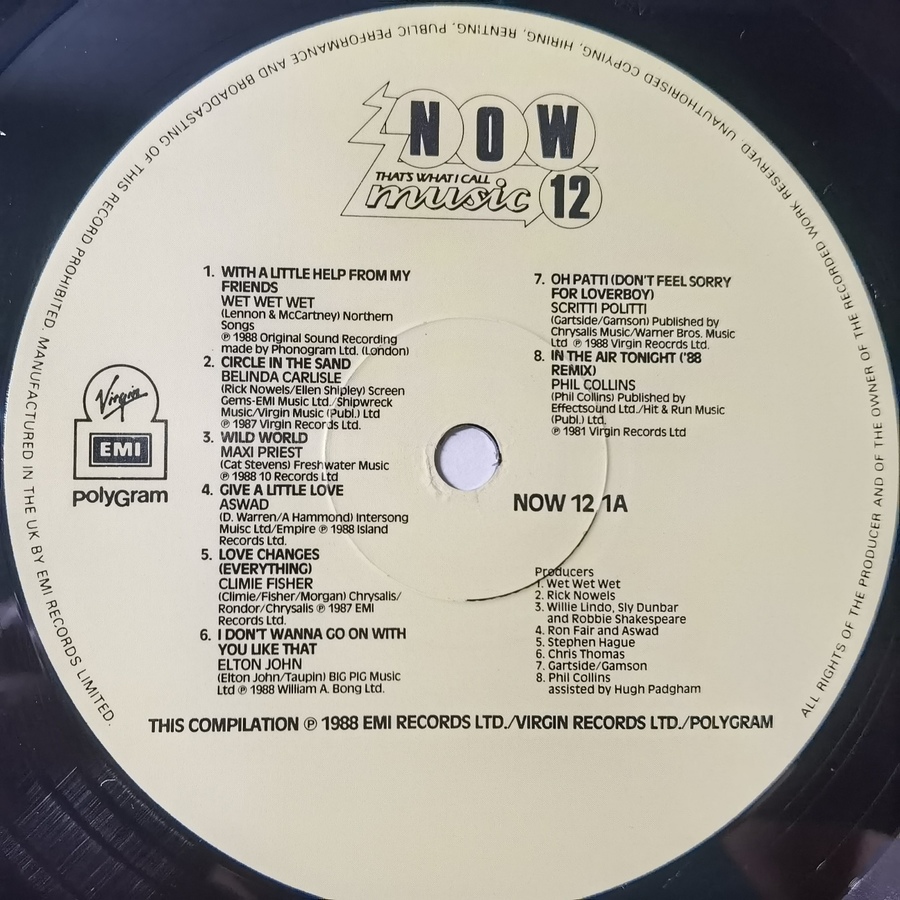 NOW
THAT'S WHAT I CALL
music 12
1. WITH A LITTLE HELP FROM MY
FRIENDS
WET WET WET
(Lennon & McCartney) Northern
Songs
℗ 1988 Original Sound Recording
made by Phonogram Ltd. (London)
2. CIRCLE IN THE SAND
BELINDA CARLISLE
(Rick Nowels/Ellen Shipley) Screen
Gems-EMI Music Ltd./Shipwreck
Music/Virgin Music (Publ.) Ltd
℗ 1987 Virgin Records Ltd.
3. WILD WORLD
MAXI PRIEST
(Cat Stevens) Freshwater Music
℗ 1988 10 Records Ltd
4. GIVE A LITTLE LOVE
ASWAD
(D. Warren/A Hammond) Intersong
Muisc Ltd/Empire ℗ 1988 Island
Records Ltd.
5. LOVE CHANGES
(EVERYTHING)
CLIMIE FISHER
(Climie/Fisher/Morgan) Chrysalis/
Rondor/Chrysalis ℗ 1987 EMI
Records Ltd.
6. I DON'T WANNA GO ON WITH
YOU LIKE THAT
ELTON JOHN
(Elton John/Taupin) BIG PIG Music
Ltd ℗ 1988 William A. Bong Ltd.
7. OH PATTI (DON'T FEEL SORRY
FOR LOVERBOY)
SCRITTI POLITTI
(Gartside/Gamson) Published by
Chrysalis Music/Warner Bros. Music
Ltd ℗ 1988 Virgin Reocrds Ltd.
8. IN THE AIR TONIGHT ('88
REMIX)
PHIL COLLINS
(Phil Collins) Published by
Effectsound Ltd./Hit & Run Music
(Publ.) Ltd.
℗ 1981 Virgin Records Ltd
Virgin
EMI
polyGram
NOW 12 1A
Producers
1. Wet Wet Wet
2. Rick Nowels
3. Willie Lindo, Sly Dunbar
and Robbie Shakespeare
4. Ron Fair and Aswad
5. Stephen Hague
6. Chris Thomas
7. Gartside/Gamson
8. Phil Collins
assisted by Hugh Padgham
THIS COMPILATION ℗ 1988 EMI RECORDS LTD./VIRGIN RECORDS LTD./POLYGRAM
ALL RIGHTS OF THE PRODUCER AND OF THE OWNER OF THE RECORDED WORK RESERVED. UNAUTHORISED COPYING, HIRING, RENTING, PUBLIC PERFORMANCE AND BROADCASTING OF THIS RECORD PROHIBITED. MANUFACTURED IN THE UK BY EMI RECORDS LIMITED.